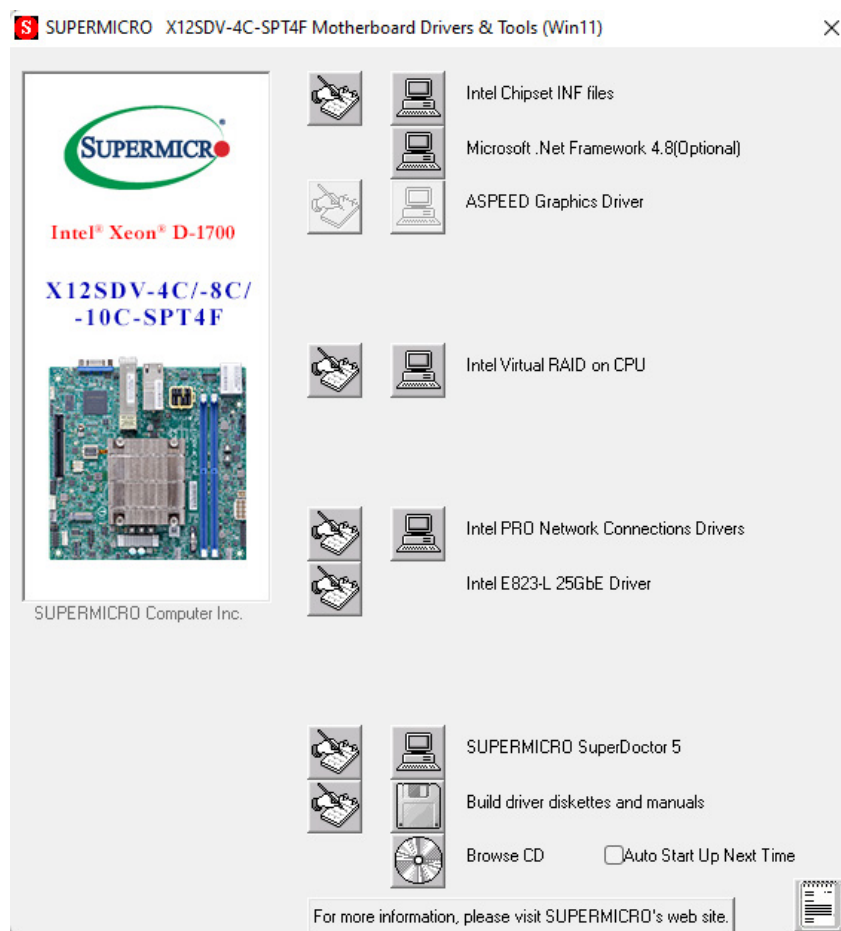 S SUPERMICRO X12SDV-4C-SPT4F Motherboard Drivers & Tools (Win11)
SUPERMICRO
Intel® Xeon® D-1700
X12SDV-4C/-8C/
-10C-SPT4F
SUPERMICRO Computer Inc.
Intel Chipset INF files
Microsoft .Net Framework 4.8(Optional)
ASPEED Graphics Driver
Intel Virtual RAID on CPU
Intel PRO Network Connections Drivers
Intel E823-L 25GbE Driver
SUPERMICRO SuperDoctor 5
Build driver diskettes and manuals
Browse CD Auto Start Up Next Time
For more information, please visit SUPERMICRO's web site.